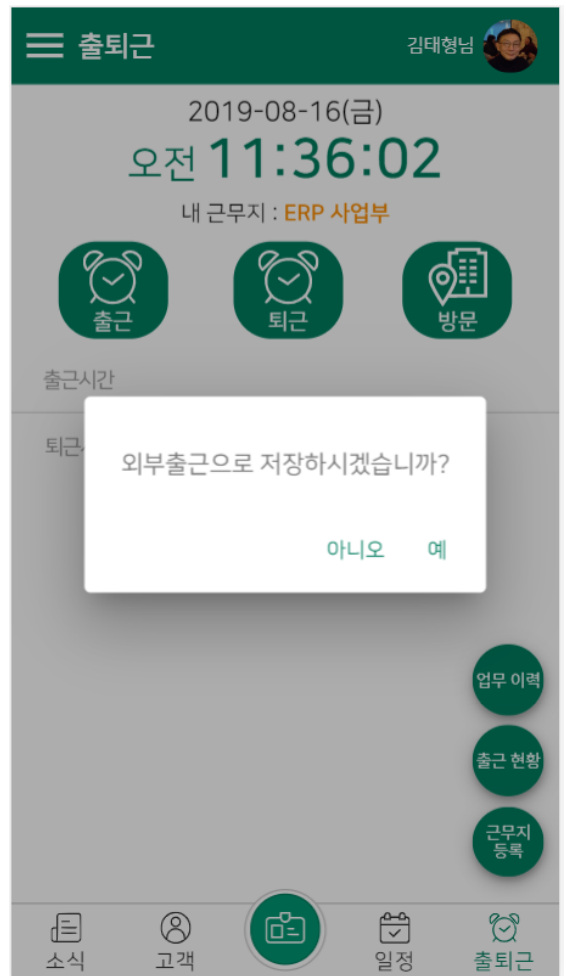 출퇴근
김태형님
2019-08-16(금)
오전 11:36:02
내 근무지 : ERP 사업부
출근
퇴근
방문
출근시간
퇴근
외부출근으로 저장하시겠습니까?
아니오
예
업무 이력
출근 현황
근무지
등록
소식
고객
일정
출퇴근